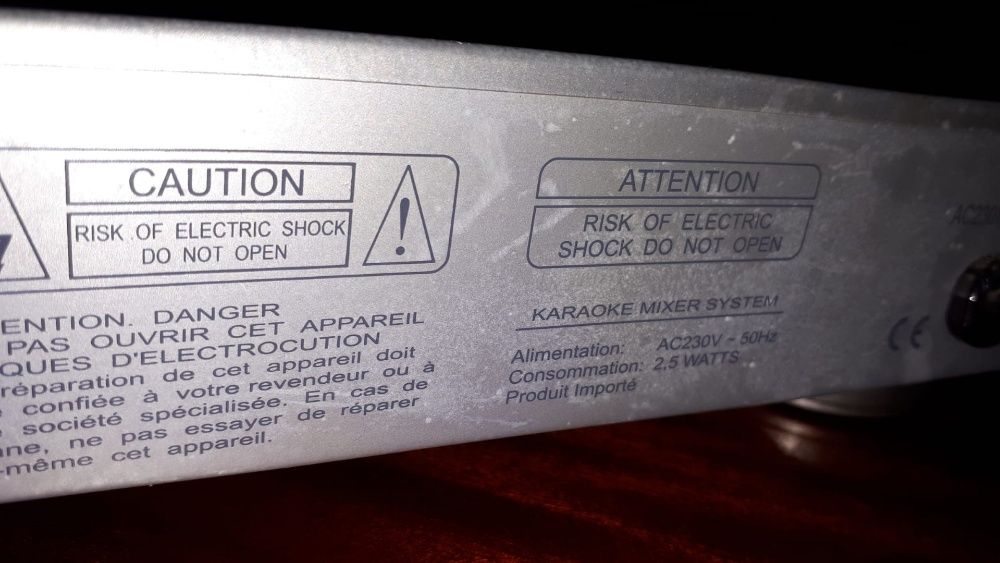 CAUTION
RISK OF ELECTRIC SHOCK
DO NOT OPEN
ENTION. DANGER
PAS OUVRIR CET APPAREIL
QUES D'ELECTROCUTION
réparation de cet appareil doit
confiée à votre revendeur ou à
société spécialisée. En cas de
ne pas essayer de réparer
-même cet appareil.
ATTENTION
RISK OF ELECTRIC
SHOCK DO NOT OPEN
KARAOKE MIXER SYSTEM
Alimentation: AC230V ~ 50Hz
Consommation: 2.5 WATTS
Produit Importé
AC230
CE